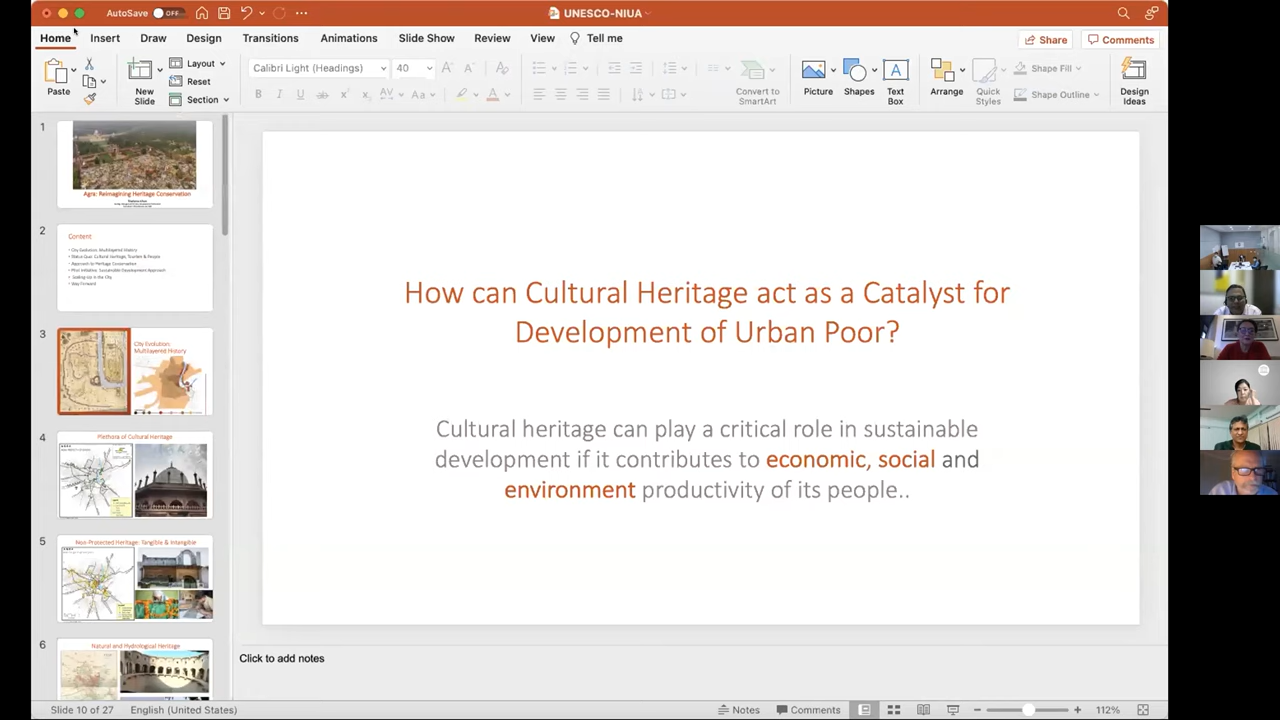 AutoSave OFF
UNESCO-NIUA
Home Insert Draw Design Transitions Animations Slide Show Review View Tell me
Share Comments
Paste
New Slide
Layout
Reset
Section
Calibri Light (Headings) 40
Convert to SmartArt
Picture
Shapes
Text Box
Arrange
Quick Styles
Shape Fill
Shape Outline
Design Ideas
1
Agra: Reimagining Heritage Conservation
2
Content
• City Evolution: Multilayered History
• Status Quo: Cultural Heritage, Tourism & People
• Approach to Heritage Conservation
• Pilot Initiative: Sustainable Development Approach
• Scaling Up in the City
• Way Forward
3
City Evolution:
Multilayered History
4
Plethora of Cultural Heritage
5
Non-Protected Heritage: Tangible & Intangible
6
Natural and Hydrological Heritage
How can Cultural Heritage act as a Catalyst for
Development of Urban Poor?
Cultural heritage can play a critical role in sustainable
development if it contributes to economic, social and
environment productivity of its people..
Click to add notes
Slide 10 of 27 English (United States) Notes Comments 112%